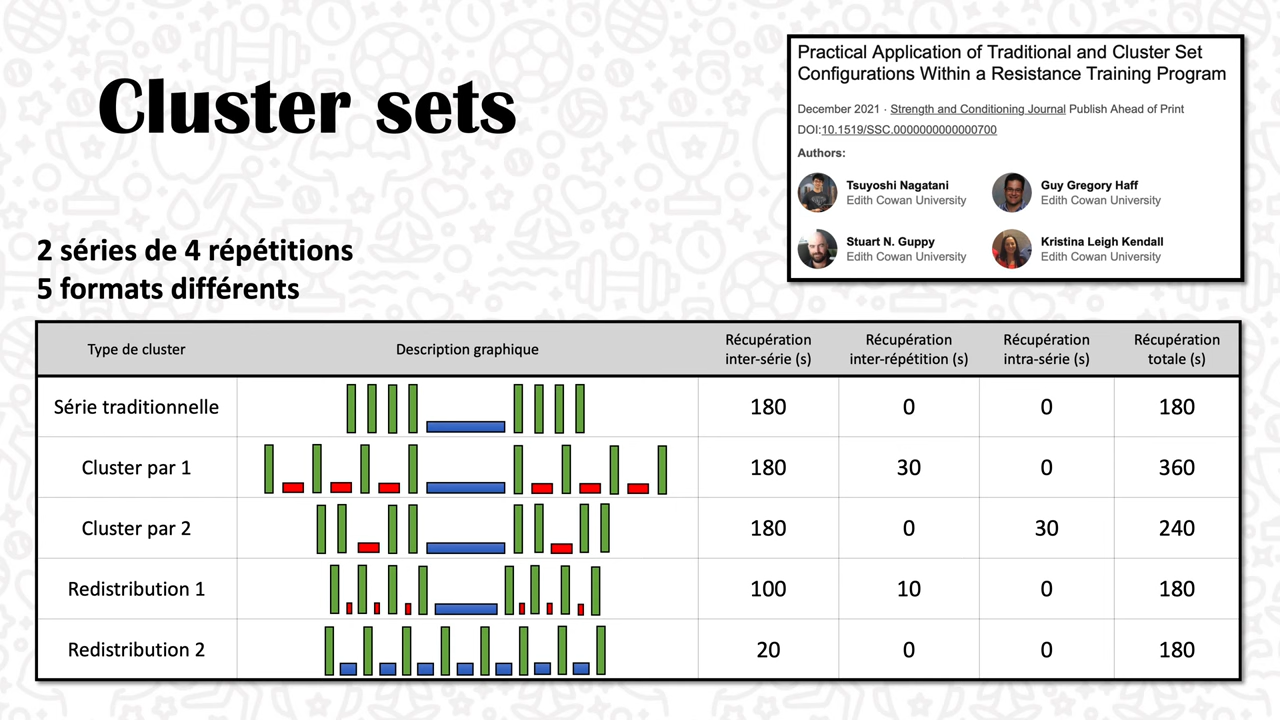 Cluster sets
Practical Application of Traditional and Cluster Set
Configurations Within a Resistance Training Program
December 2021 · Strength and Conditioning Journal Publish Ahead of Print
DOI:10.1519/SSC.0000000000000700
Authors:
Tsuyoshi Nagatani
Edith Cowan University
Guy Gregory Haff
Edith Cowan University
Stuart N. Guppy
Edith Cowan University
Kristina Leigh Kendall
Edith Cowan University
2 séries de 4 répétitions
5 formats différents
Type de cluster Description graphique Récupération inter-série (s) Récupération inter-répétition (s) Récupération intra-série (s) Récupération totale (s)
Série traditionnelle 180 0 0 180
Cluster par 1 180 30 0 360
Cluster par 2 180 0 30 240
Redistribution 1 100 10 0 180
Redistribution 2 20 0 0 180